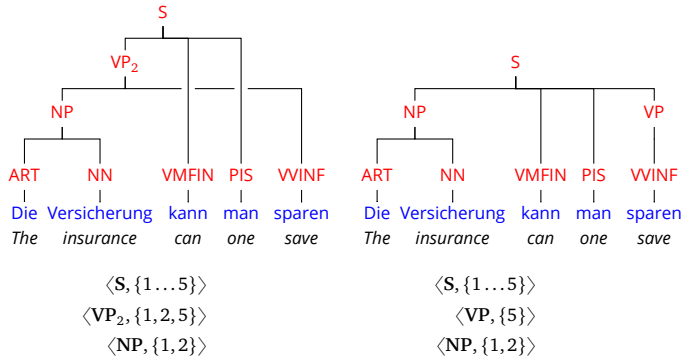 S
VP₂
NP
ART NN VMFIN PIS VVINF
Die Versicherung kann man sparen
The insurance can one save
⟨S, {1…5}⟩
⟨VP₂, {1, 2, 5}⟩
⟨NP, {1, 2}⟩
S
NP VP
ART NN VMFIN PIS VVINF
Die Versicherung kann man sparen
The insurance can one save
⟨S, {1…5}⟩
⟨VP, {5}⟩
⟨NP, {1, 2}⟩